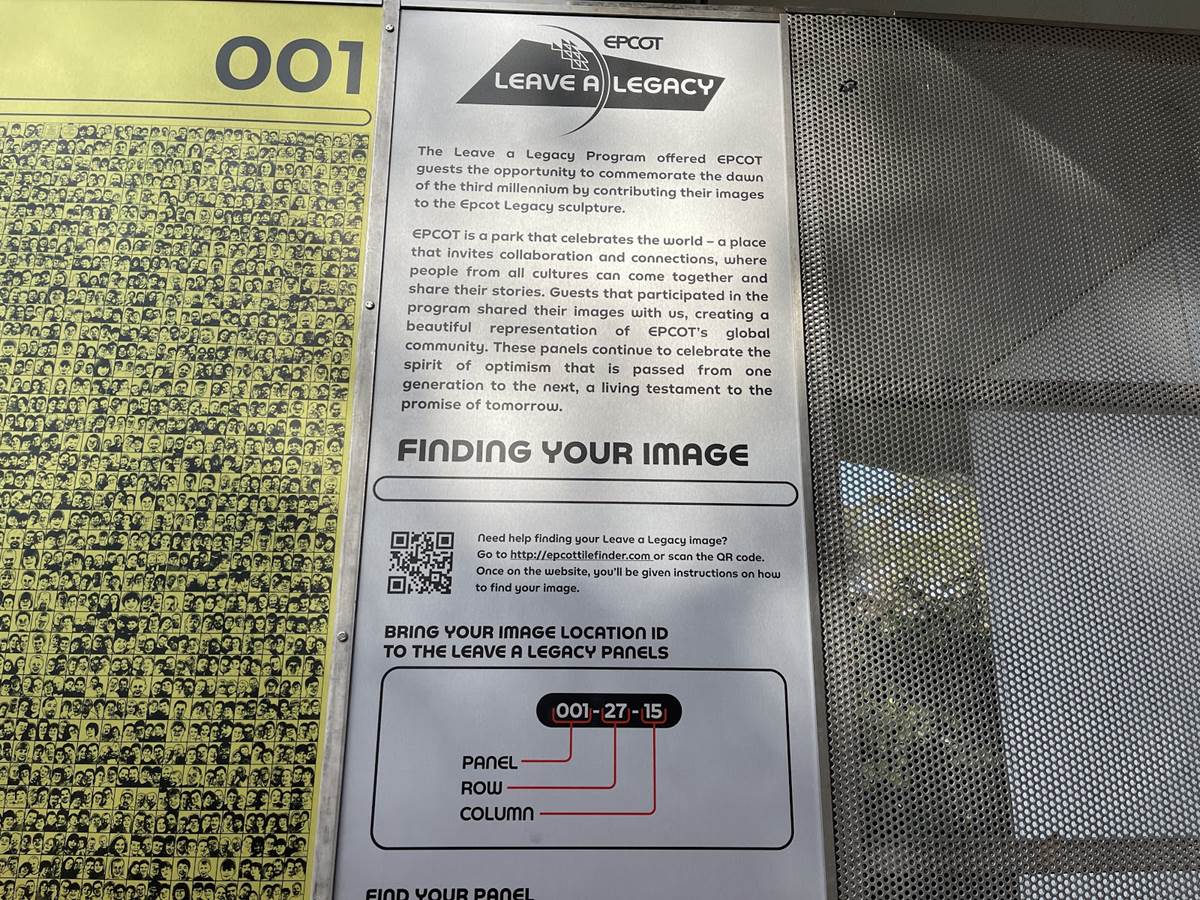 001
EPCOT
LEAVE A LEGACY
The Leave a Legacy Program offered EPCOT
guests the opportunity to commemorate the dawn
of the third millennium by contributing their images
to the Epcot Legacy sculpture.
EPCOT is a park that celebrates the world – a place
that invites collaboration and connections, where
people from all cultures can come together and
share their stories. Guests that participated in the
program shared their images with us, creating a
beautiful representation of EPCOT's global
community. These panels continue to celebrate the
spirit of optimism that is passed from one
generation to the next, a living testament to the
promise of tomorrow.
FINDING YOUR IMAGE
Need help finding your Leave a Legacy image?
Go to http://epcottilefinder.com or scan the QR code.
Once on the website, you'll be given instructions on how
to find your image.
BRING YOUR IMAGE LOCATION ID
TO THE LEAVE A LEGACY PANELS
001 - 27 - 15
PANEL
ROW
COLUMN
FIND YOUR PANEL